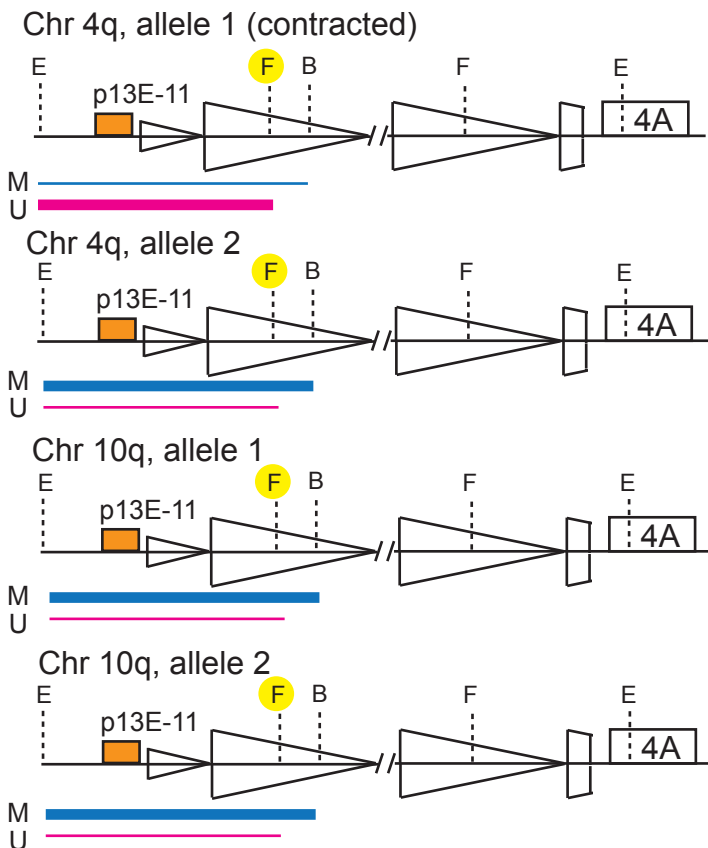 Chr 4q, allele 1 (contracted)
E F B F E
p13E-11
4A
M
U
Chr 4q, allele 2
E F B F E
p13E-11
4A
M
U
Chr 10q, allele 1
E F B F E
p13E-11
4A
M
U
Chr 10q, allele 2
E F B F E
p13E-11
4A
M
U